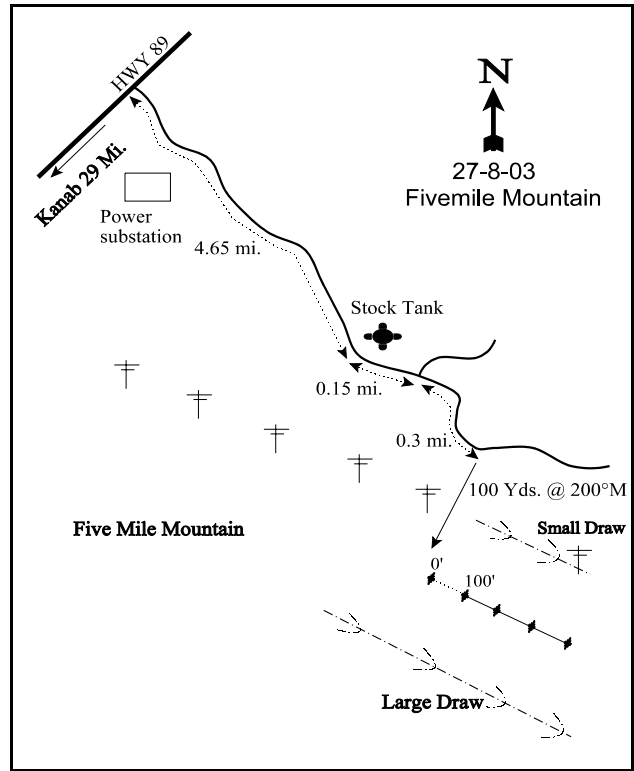 HWY 89
N
Kanab 29 Mi.
27-8-03
Fivemile Mountain
Power
substation
4.65 mi.
Stock Tank
0.15 mi.
0.3 mi.
100 Yds. @ 200°M
Five Mile Mountain
Small Draw
0'
100'
Large Draw